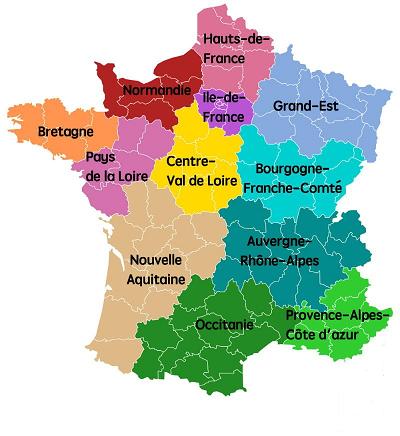 Hauts-de-
France
Normandie
Ile-de-
France
Grand-Est
Bretagne
Pays
de la Loire
Centre-
Val de Loire
Bourgogne-
Franche-Comté
Auvergne-
Rhône-Alpes
Nouvelle
Aquitaine
Occitanie
Provence-Alpes-
Côte d'azur